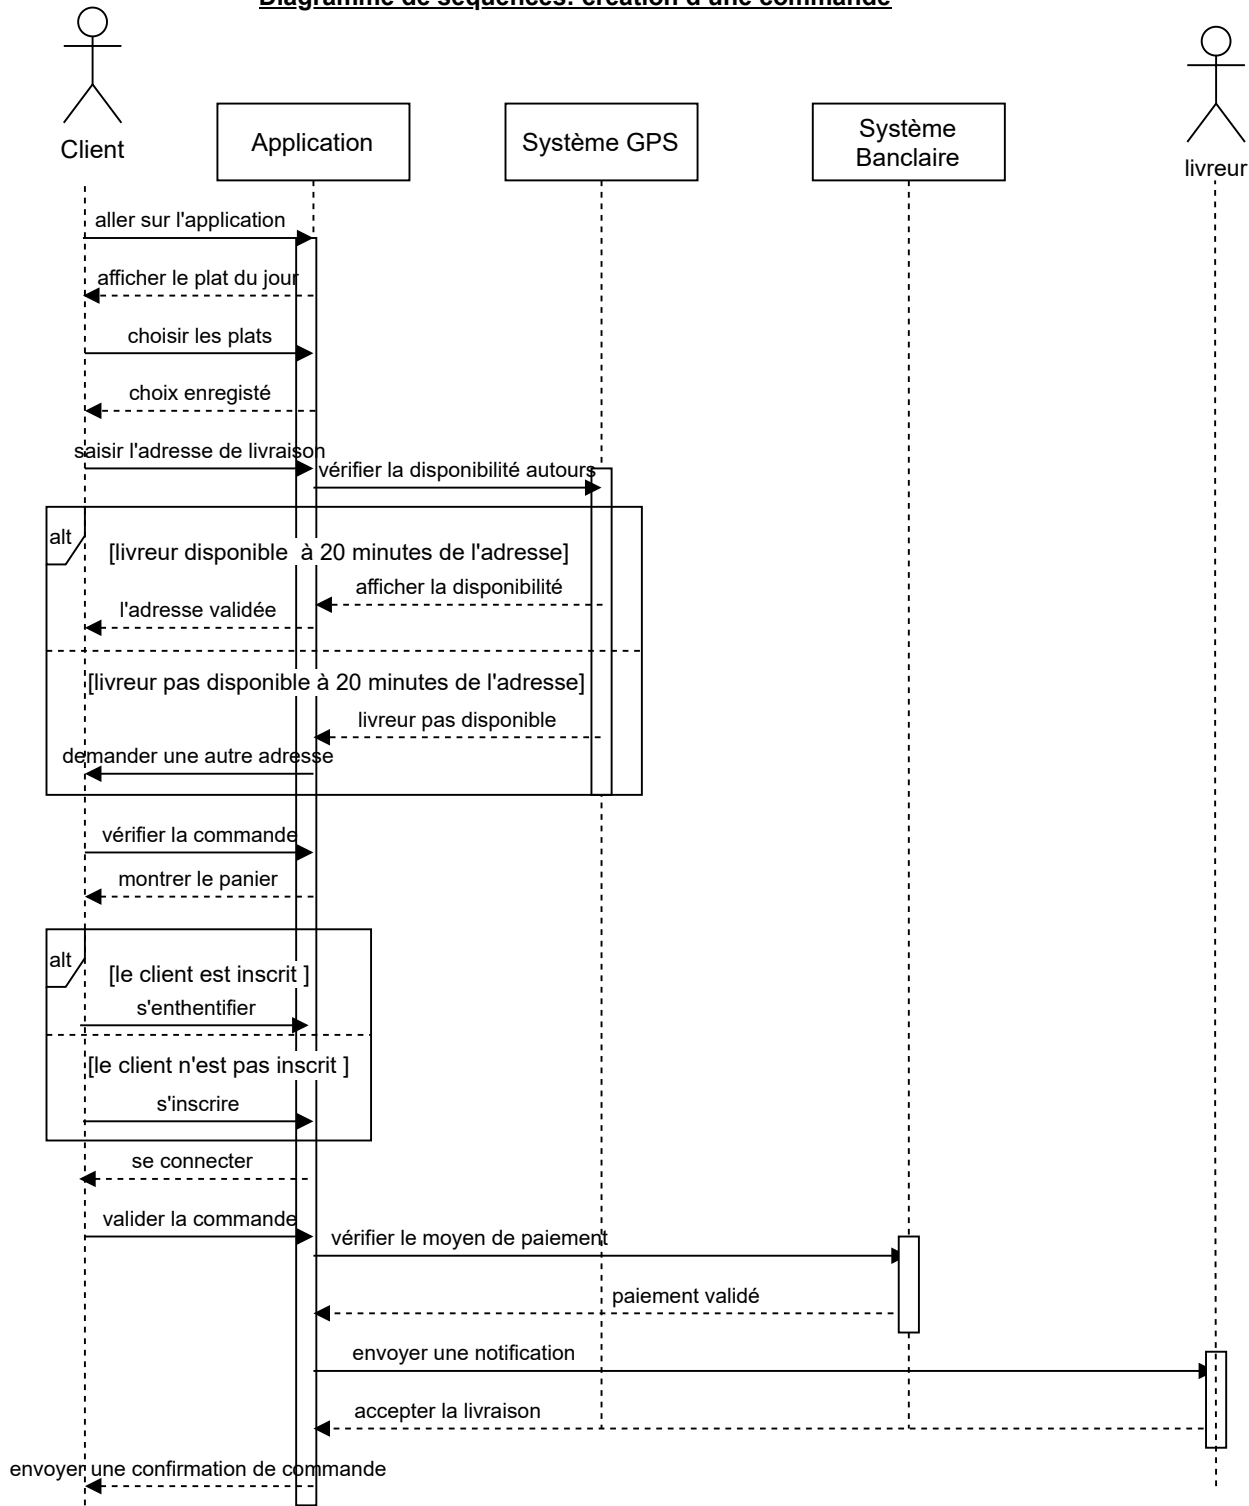 Diagramme de séquences: création d'une commande
Client
Application
Système GPS
Système
Banclaire
livreur
aller sur l'application
afficher le plat du jour
choisir les plats
choix enregisté
saisir l'adresse de livraison
vérifier la disponibilité autours
alt
[livreur disponible à 20 minutes de l'adresse]
afficher la disponibilité
l'adresse validée
[livreur pas disponible à 20 minutes de l'adresse]
livreur pas disponible
demander une autre adresse
vérifier la commande
montrer le panier
alt
[le client est inscrit ]
s'enthentifier
[le client n'est pas inscrit ]
s'inscrire
se connecter
valider la commande
vérifier le moyen de paiement
paiement validé
envoyer une notification
accepter la livraison
envoyer une confirmation de commande